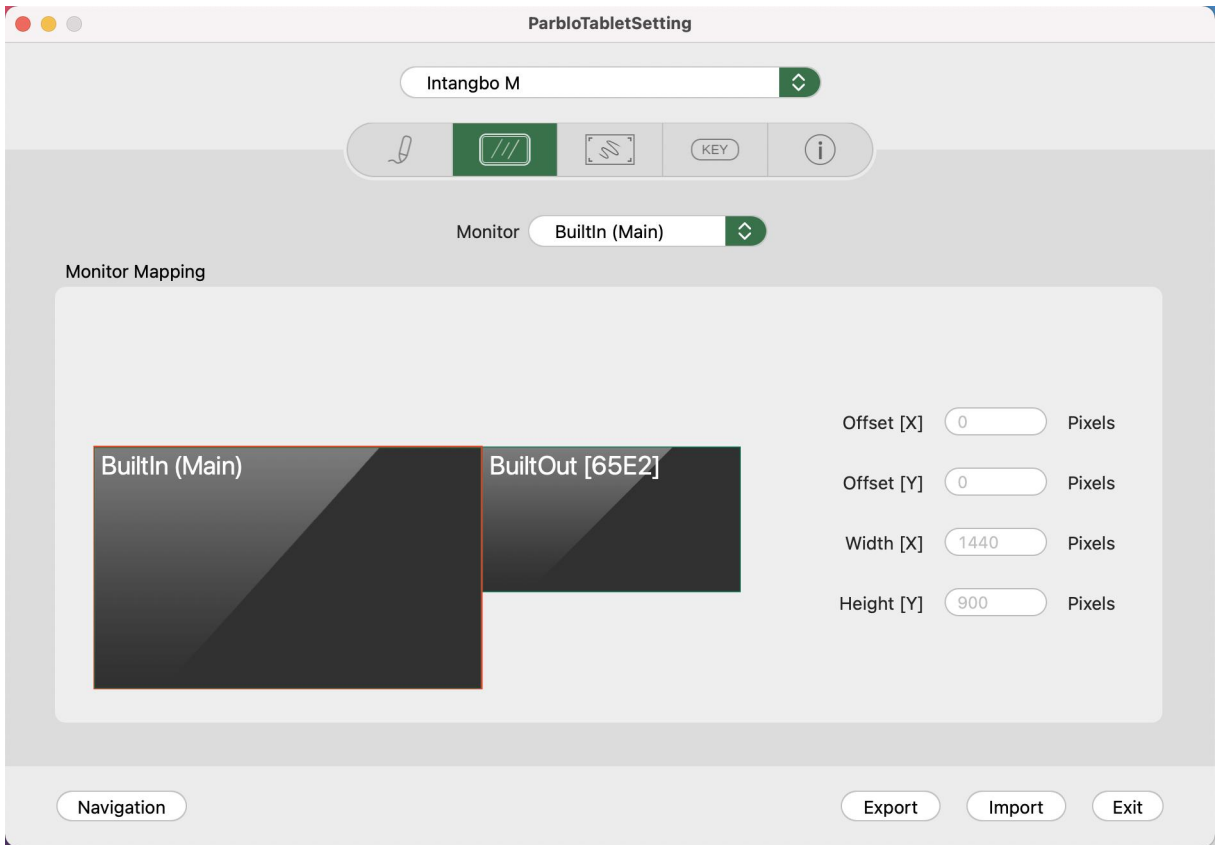 ParbloTabletSetting
Intangbo M
KEY
i
Monitor BuiltIn (Main)
Monitor Mapping
BuiltIn (Main)
BuiltOut [65E2]
Offset [X] 0 Pixels
Offset [Y] 0 Pixels
Width [X] 1440 Pixels
Height [Y] 900 Pixels
Navigation Export Import Exit